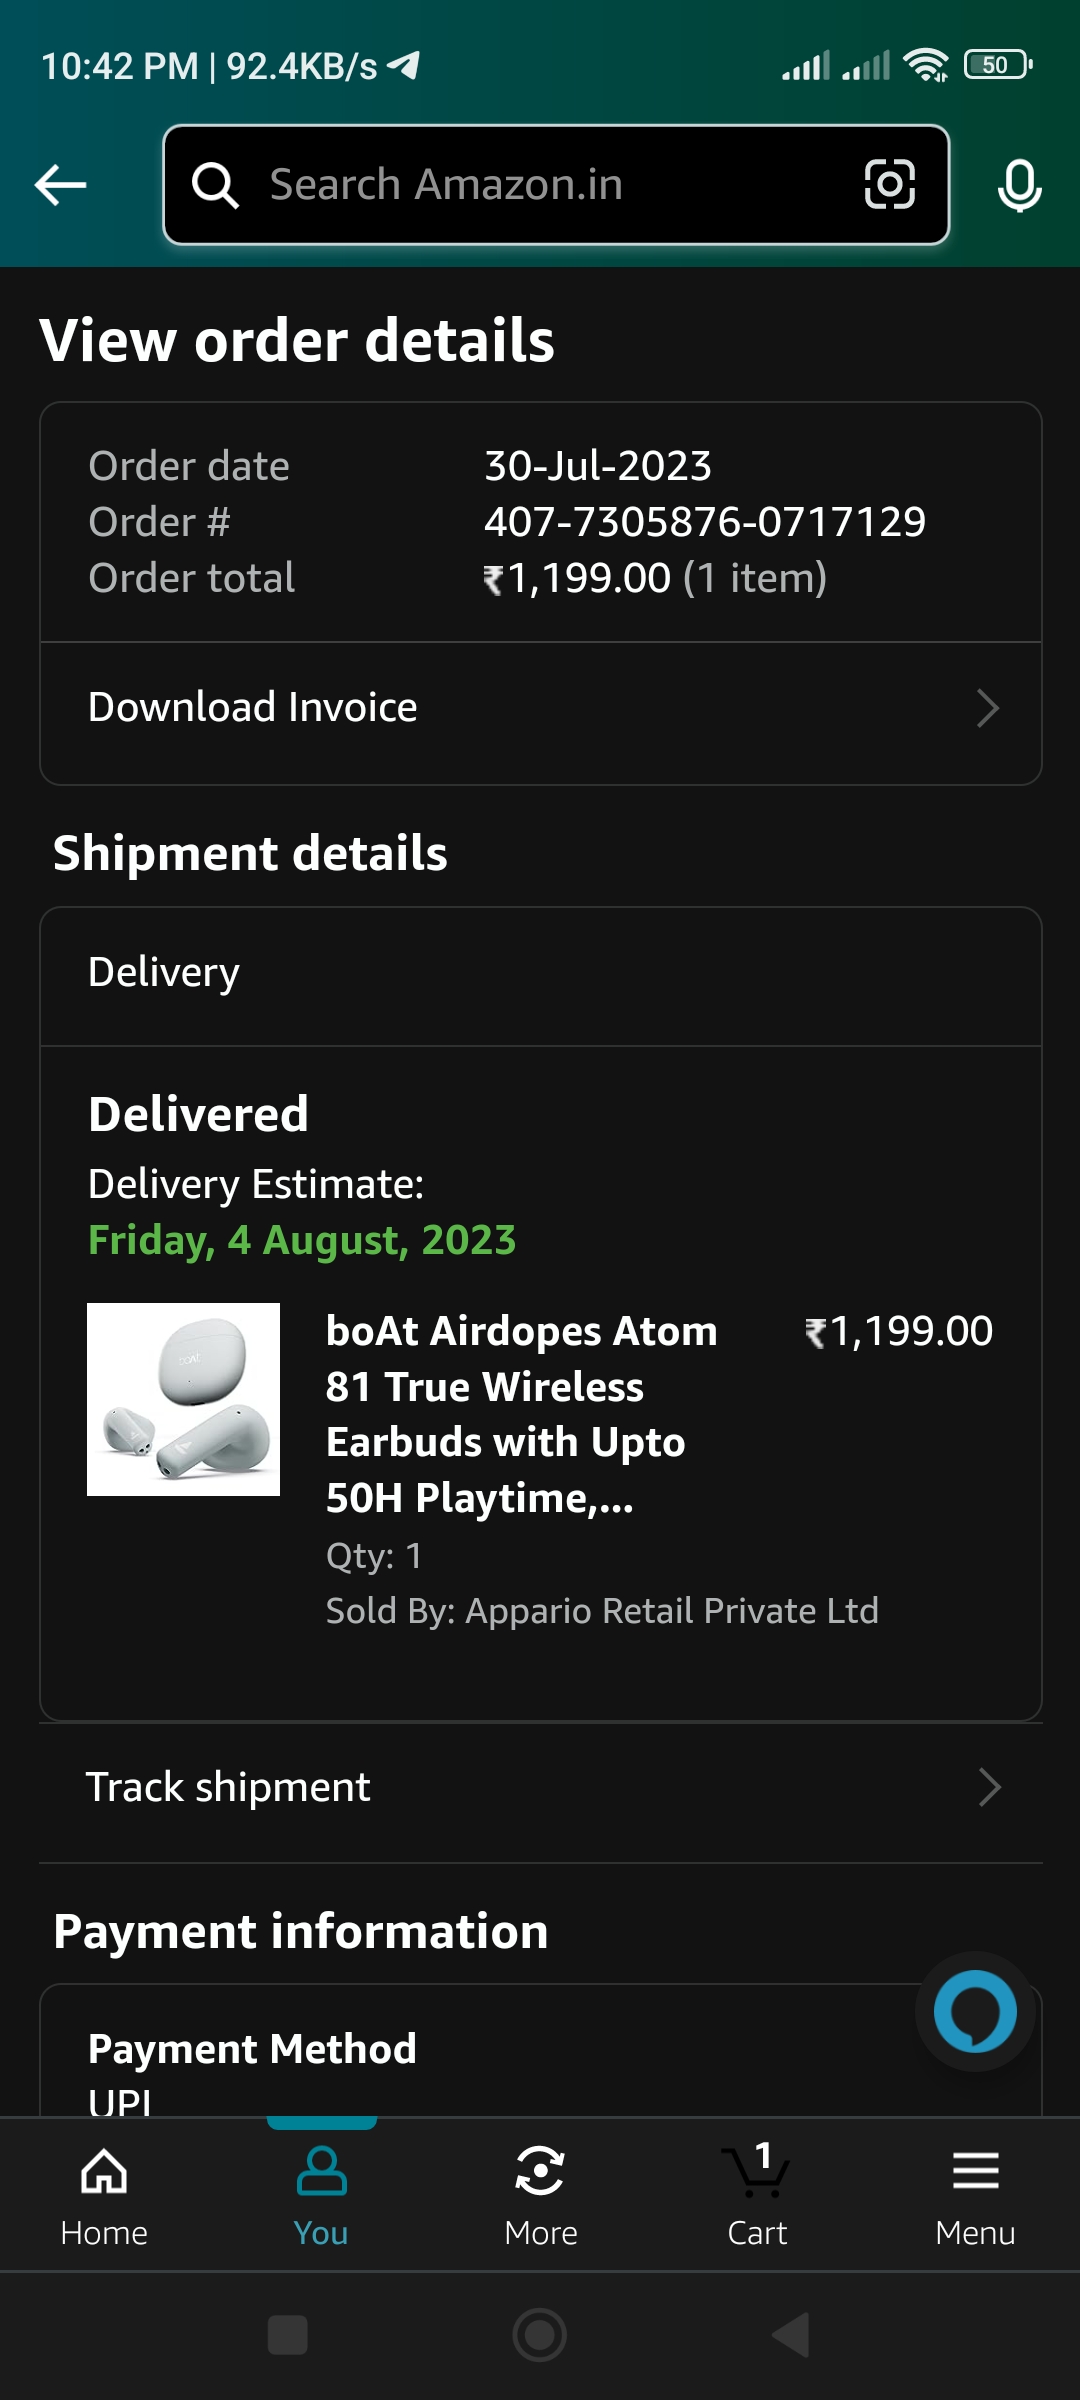 10:42 PM | 92.4KB/s
50
Search Amazon.in
View order details
Order date 30-Jul-2023
Order # 407-7305876-0717129
Order total ₹1,199.00 (1 item)
Download Invoice
Shipment details
Delivery
Delivered
Delivery Estimate:
Friday, 4 August, 2023
boAt Airdopes Atom ₹1,199.00
81 True Wireless
Earbuds with Upto
50H Playtime,...
Qty: 1
Sold By: Appario Retail Private Ltd
Track shipment
Payment information
Payment Method
UPI
1
Home You More Cart Menu